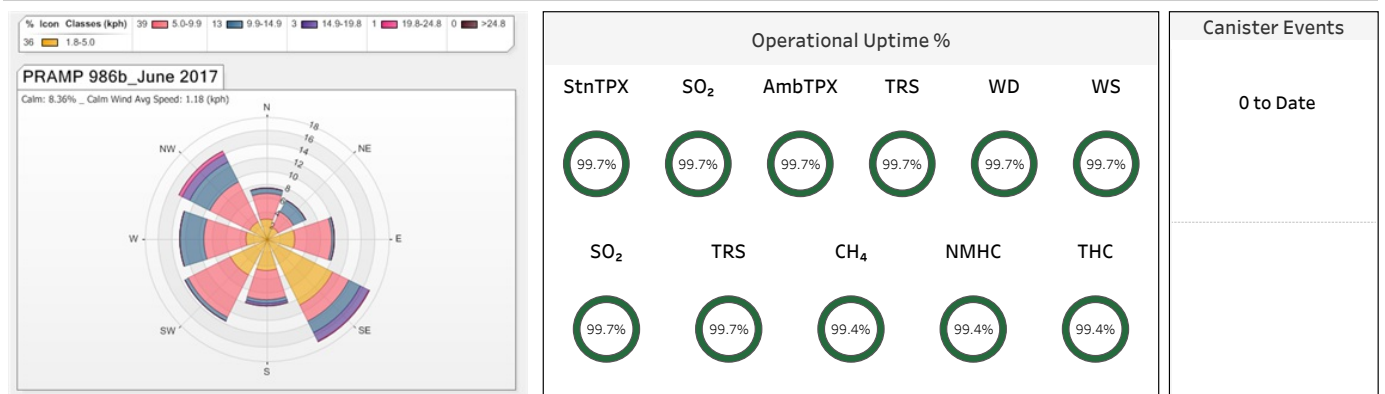 % Icon Classes (kph) 39 5.0-9.9 13 9.9-14.9 3 14.9-19.8 1 19.8-24.8 0 >24.8
36 1.8-5.0
PRAMP 986b_June 2017
Calm: 8.36% _ Calm Wind Avg Speed: 1.18 (kph)
N
NE
E
SE
S
SW
W
NW
18
16
14
12
10
8
6
4
2
Operational Uptime %
StnTPX SO₂ AmbTPX TRS WD WS
99.7% 99.7% 99.7% 99.7% 99.7% 99.7%
SO₂ TRS CH₄ NMHC THC
99.7% 99.7% 99.4% 99.4% 99.4%
Canister Events
0 to Date